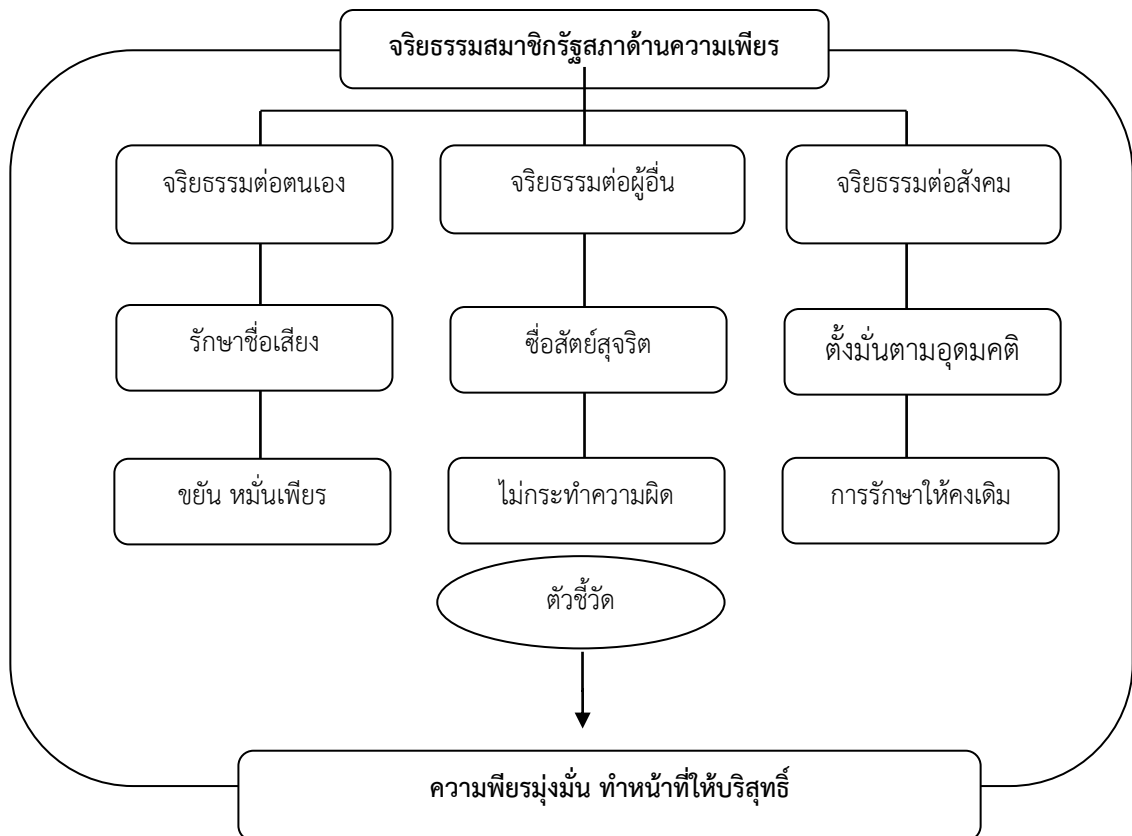 จริยธรรมสมาชิกรัฐสภาด้านความเพียร
จริยธรรมต่อตนเอง
จริยธรรมต่อผู้อื่น
จริยธรรมต่อสังคม
รักษาชื่อเสียง
ซื่อสัตย์สุจริต
ตั้งมั่นตามอุดมคติ
ขยัน หมั่นเพียร
ไม่กระทำความผิด
การรักษาให้คงเดิม
ตัวชี้วัด
ความพียรมุ่งมั่น ทำหน้าที่ให้บริสุทธิ์